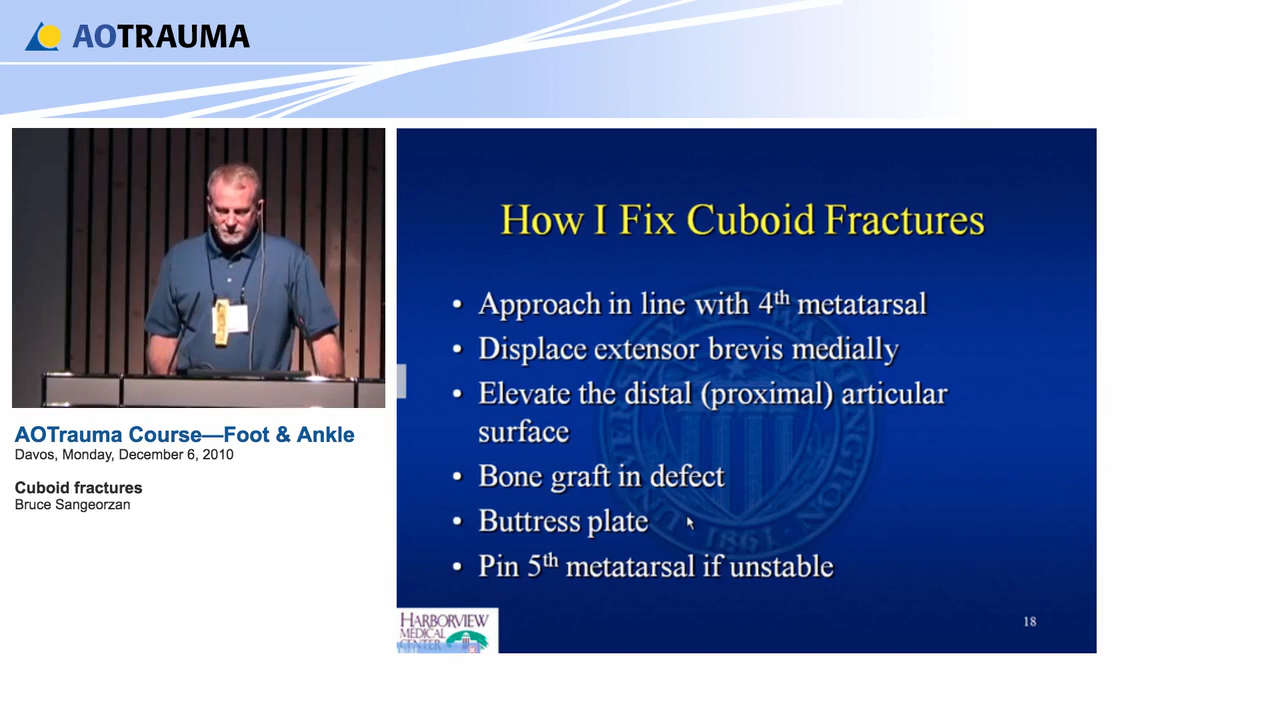 AOTRAUMA
How I Fix Cuboid Fractures
• Approach in line with 4th metatarsal
• Displace extensor brevis medially
• Elevate the distal (proximal) articular
surface
• Bone graft in defect
• Buttress plate
• Pin 5th metatarsal if unstable
HARBORVIEW
MEDICAL
CENTER
18
1861
AOTrauma Course—Foot & Ankle
Davos, Monday, December 6, 2010
Cuboid fractures
Bruce Sangeorzan